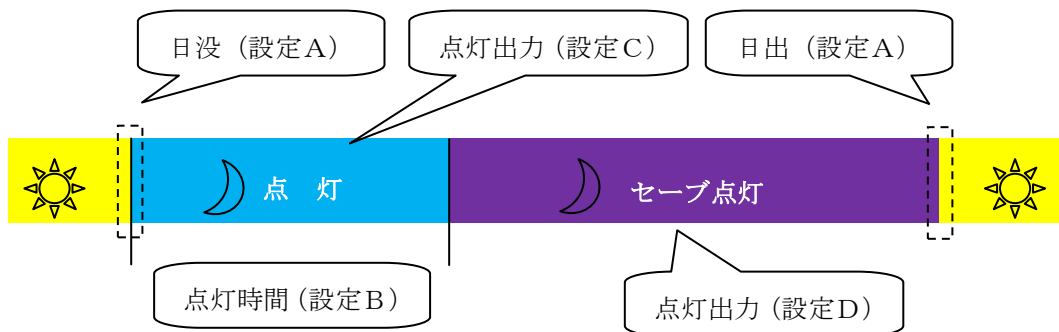 日没（設定A）
点灯出力（設定C）
日出（設定A）
点　灯
セーブ点灯
点灯時間（設定B）
点灯出力（設定D）